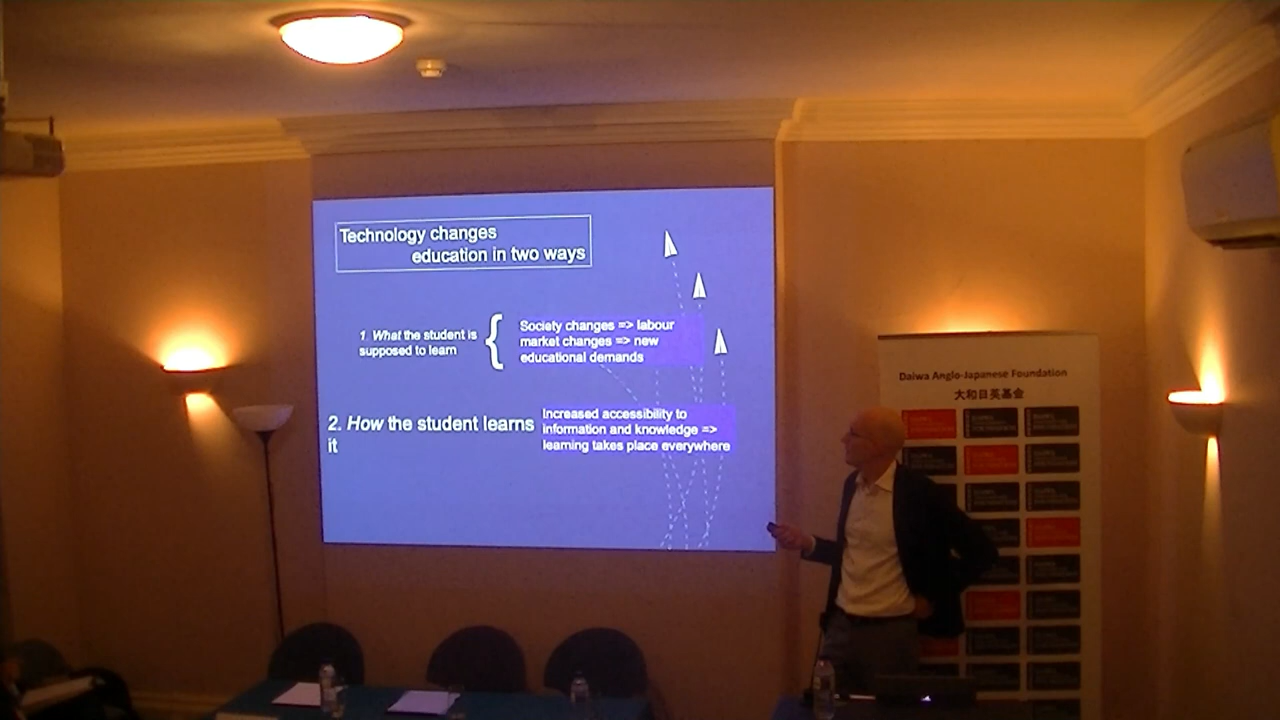 Technology changes
education in two ways
1. What the student is
supposed to learn
{
Society changes => labour
market changes => new
educational demands
2. How the student learns
it
Increased accessibility to
information and knowledge =>
learning takes place everywhere
Daiwa Anglo-Japanese Foundation
大和日英基会